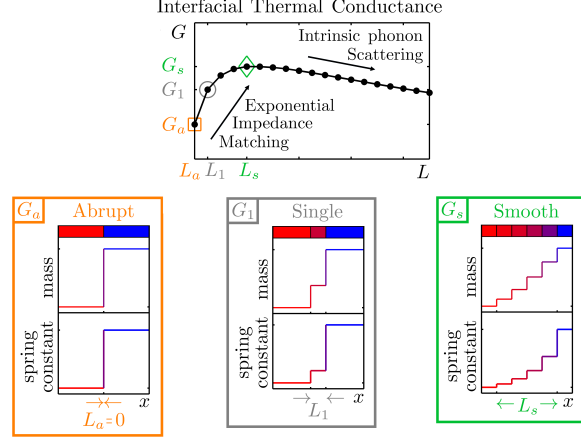 Interfacial Thermal Conductance
G
Intrinsic phonon
Scattering
G_s
G_1
Exponential
Impedance
Matching
G_a
L_a L_1 L_s L
G_a Abrupt
mass
spring
constant
x
L_a=0
G_1 Single
mass
spring
constant
x
L_1
G_s Smooth
mass
spring
constant
x
L_s